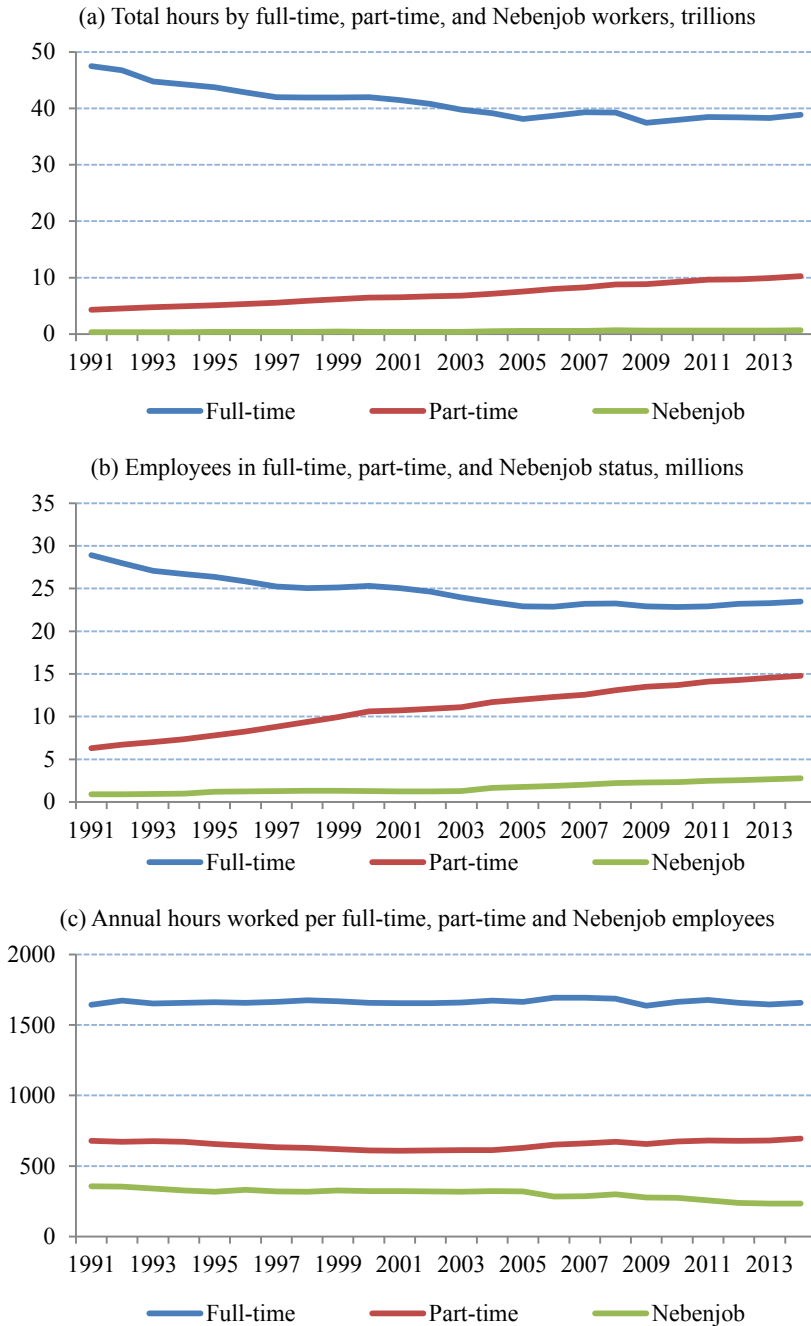 (a) Total hours by full-time, part-time, and Nebenjob workers, trillions
50
40
30
20
10
0
1991 1993 1995 1997 1999 2001 2003 2005 2007 2009 2011 2013
Full-time Part-time Nebenjob
(b) Employees in full-time, part-time, and Nebenjob status, millions
35
30
25
20
15
10
5
0
1991 1993 1995 1997 1999 2001 2003 2005 2007 2009 2011 2013
Full-time Part-time Nebenjob
(c) Annual hours worked per full-time, part-time and Nebenjob employees
2000
1500
1000
500
0
1991 1993 1995 1997 1999 2001 2003 2005 2007 2009 2011 2013
Full-time Part-time Nebenjob